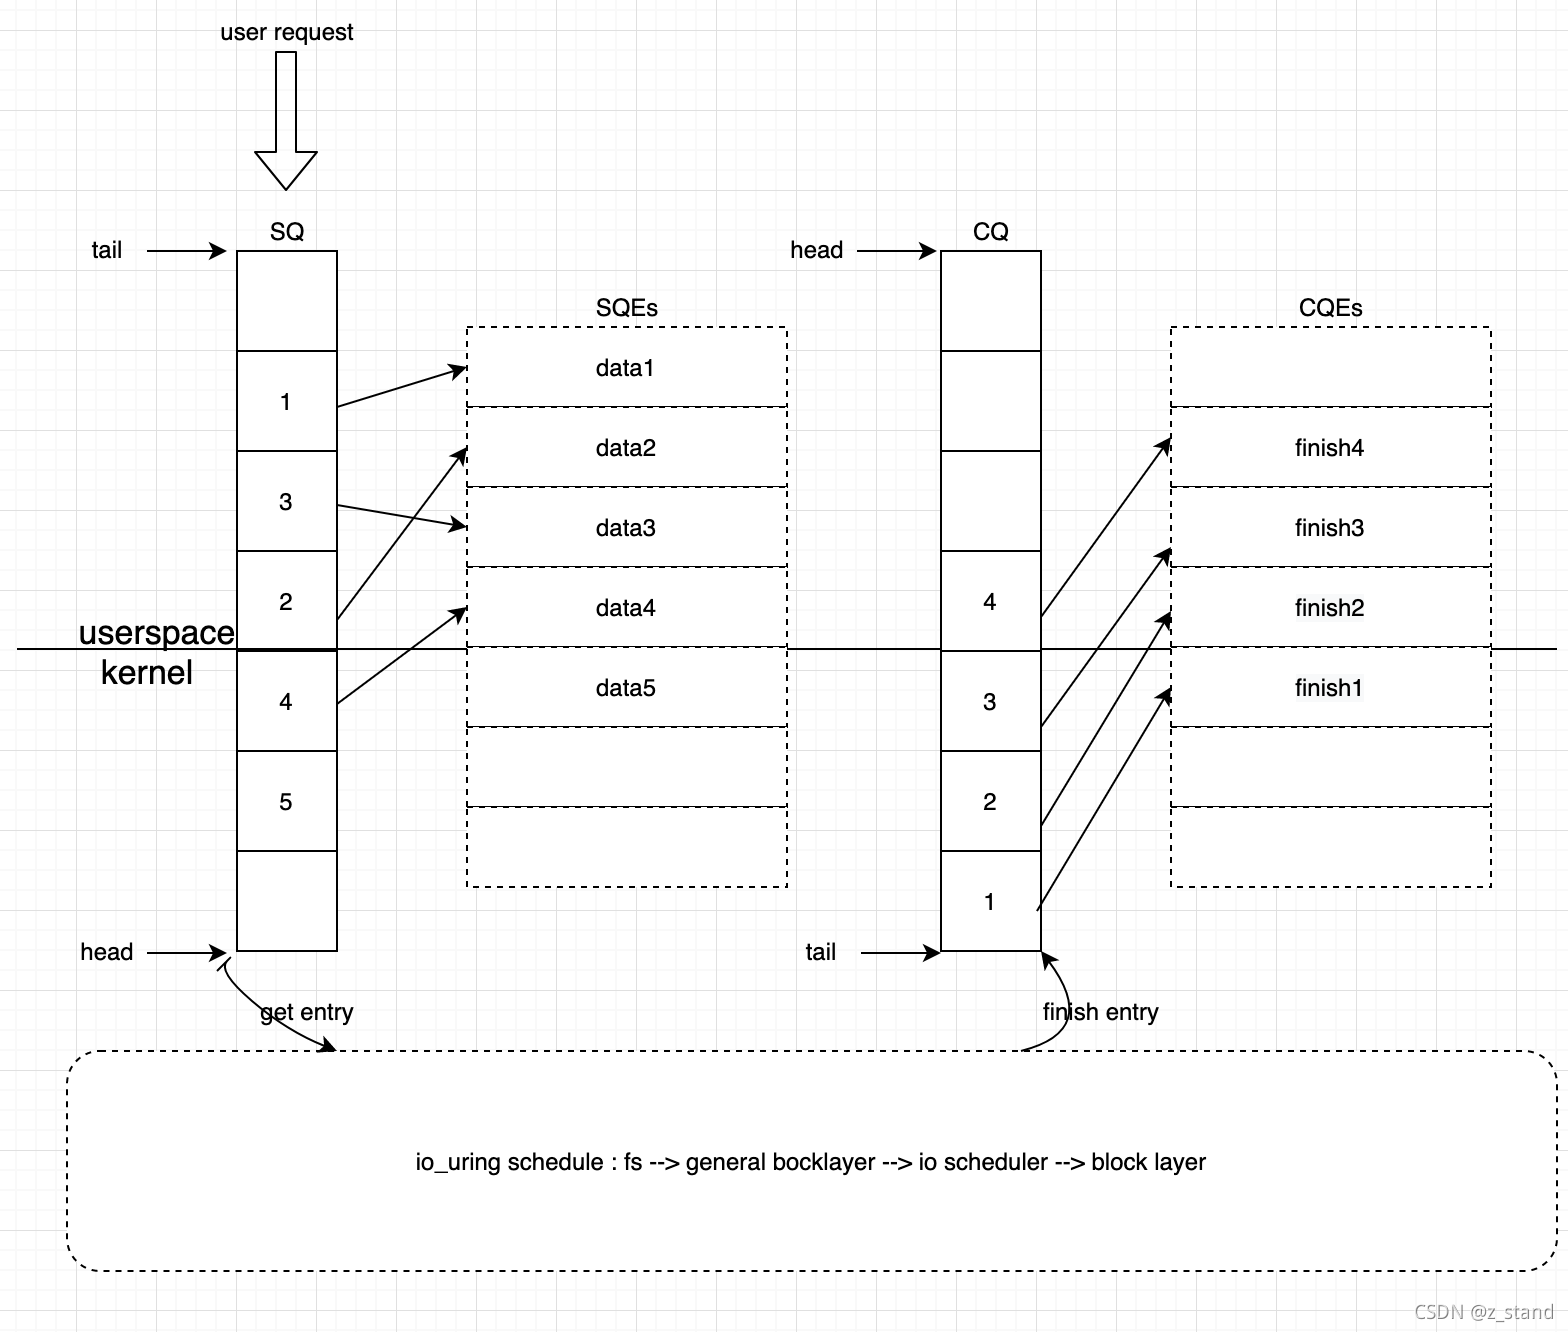 user request
SQ
tail
1
3
2
4
5
head
SQEs
data1
data2
data3
data4
data5
CQ
head
4
3
2
1
tail
CQEs
finish4
finish3
finish2
finish1
userspace
kernel
get entry
finish entry
io_uring schedule : fs --> general bocklayer --> io scheduler --> block layer
CSDN @z_stand